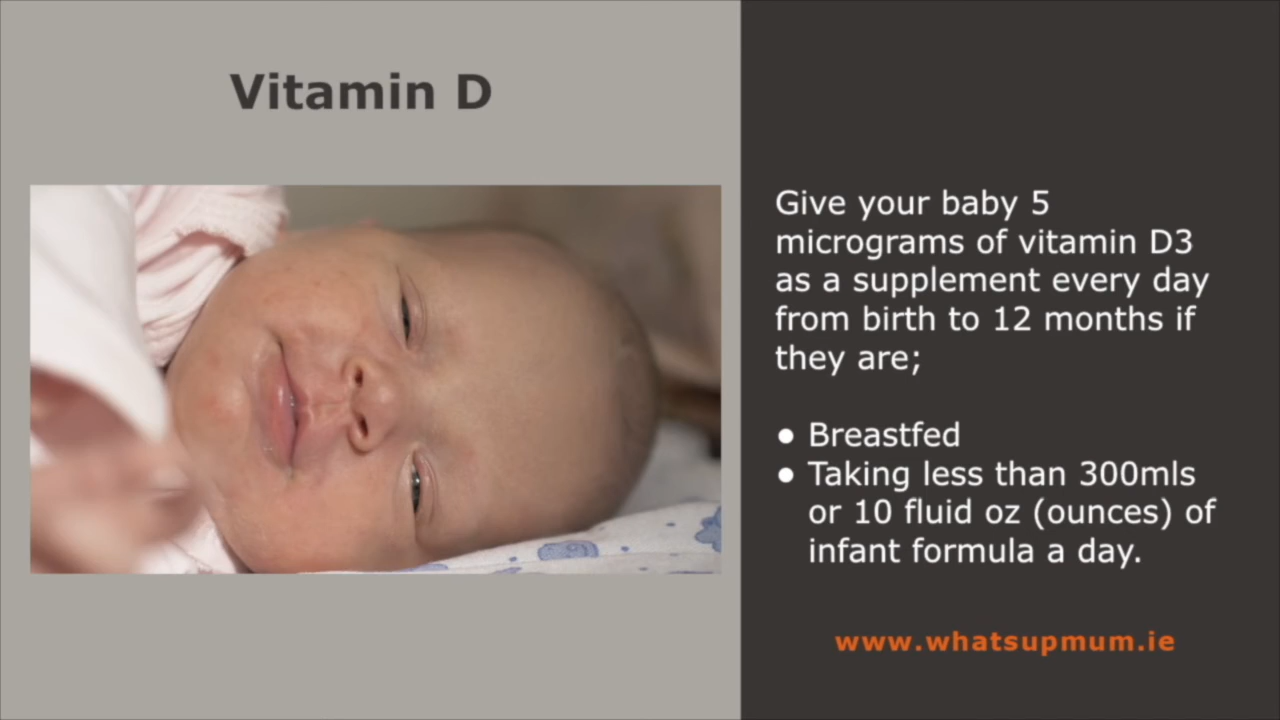 Vitamin D
Give your baby 5
micrograms of vitamin D3
as a supplement every day
from birth to 12 months if
they are;
● Breastfed
● Taking less than 300mls
or 10 fluid oz (ounces) of
infant formula a day.
www.whatsupmum.ie